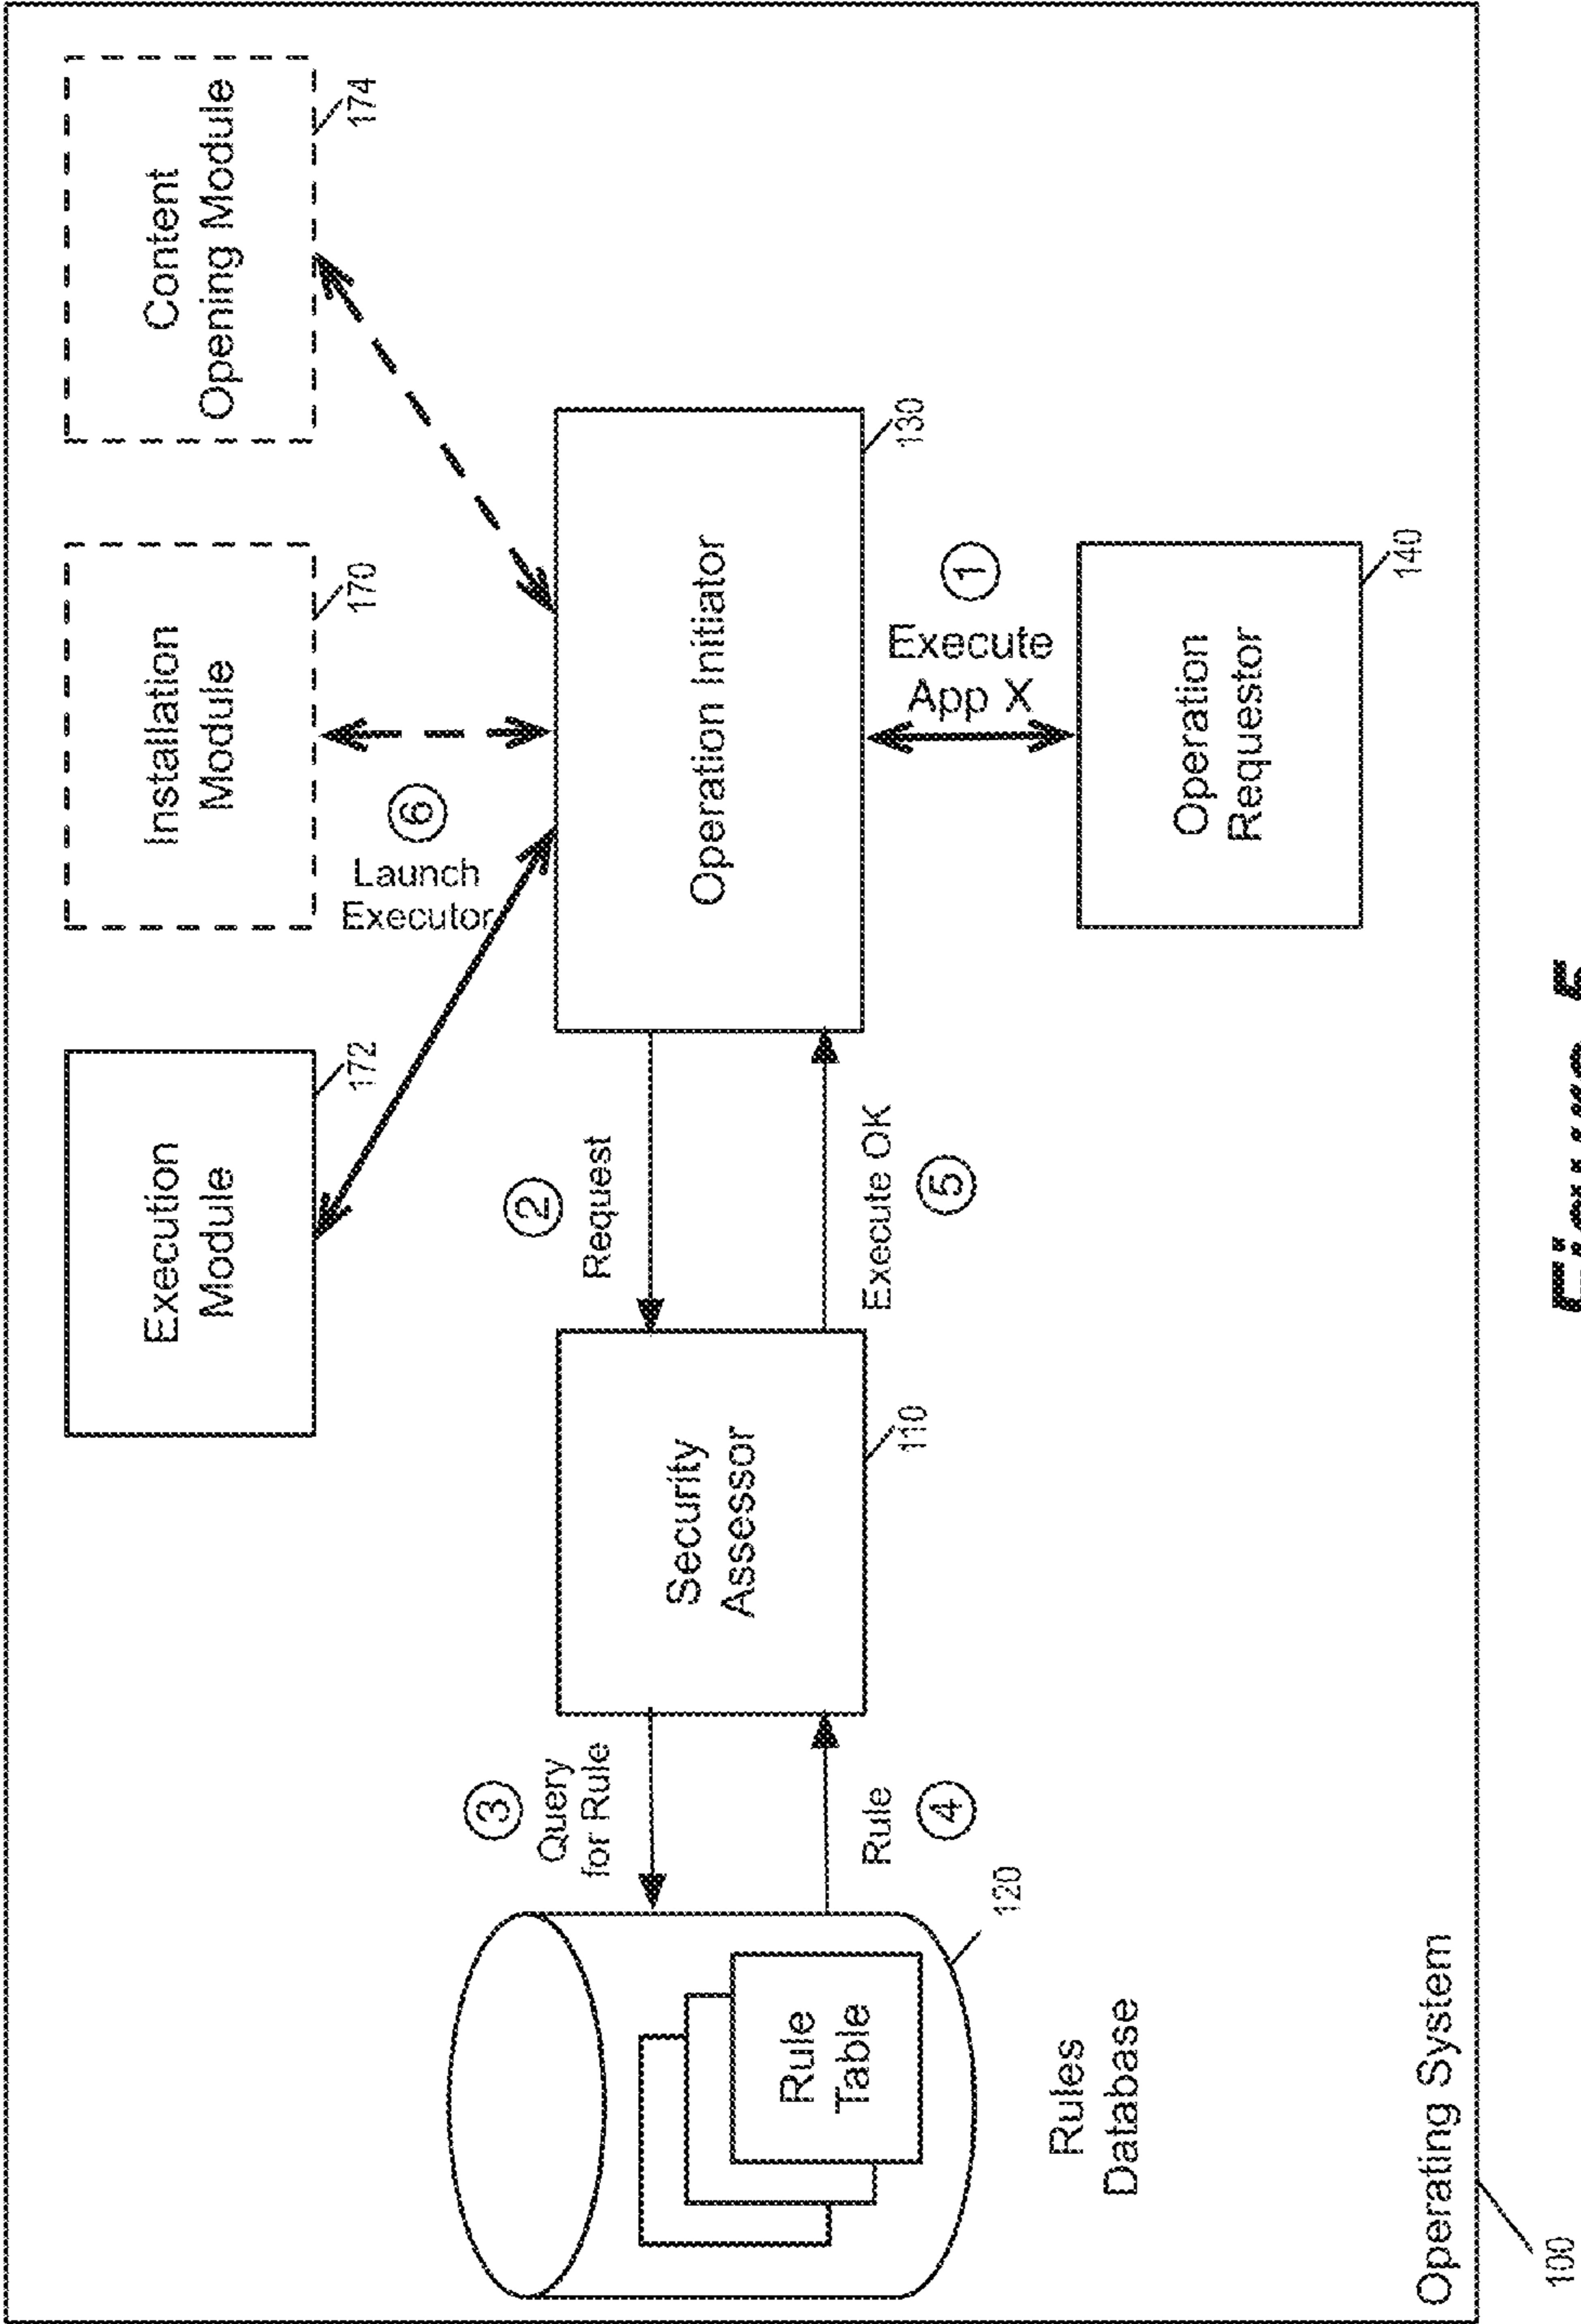 Execution
Module
172
Installation
Module
170
Content
Opening Module
174
6
Launch
Executor
3
Query
for Rule
2
Request
Rule
Table
Security
Assessor
Operation Initiator
Rule
4
Execute OK
5
120
110
130
1
Execute
App X
Rules
Database
Operation
Requestor
140
Operating System
100
Figure 5